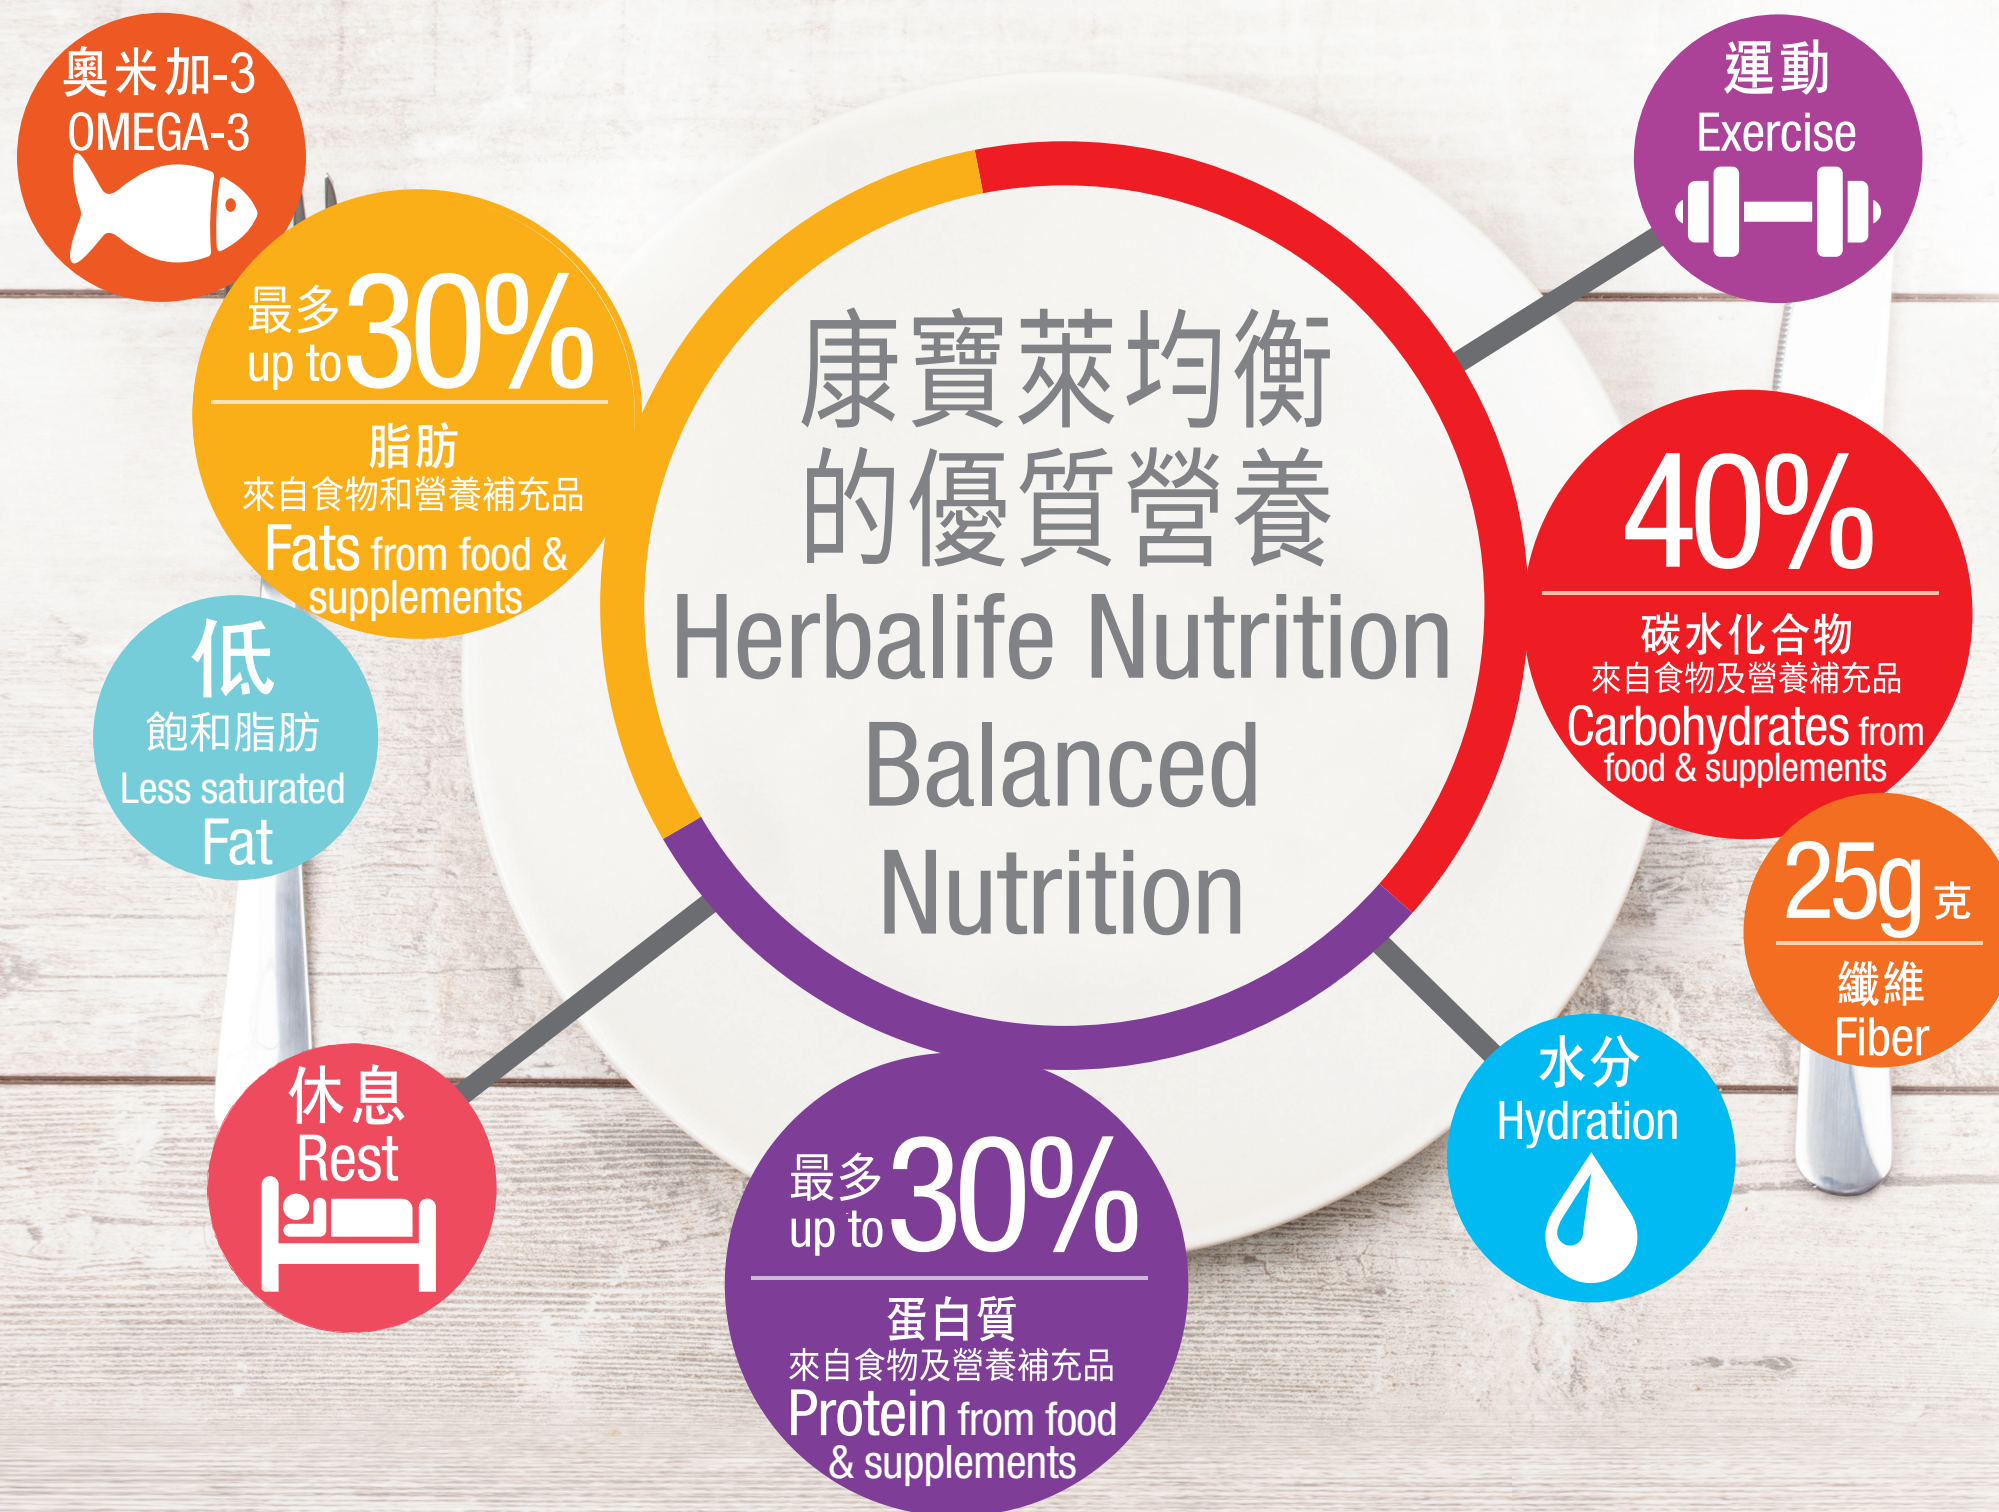 奧米加-3
OMEGA-3
運動
Exercise
最多
up to 30%
脂肪
來自食物和營養補充品
Fats from food &
supplements
康寶萊均衡
的優質營養
Herbalife Nutrition
Balanced
Nutrition
40%
碳水化合物
來自食物及營養補充品
Carbohydrates from
food & supplements
低
飽和脂肪
Less saturated
Fat
25g 克
纖維
Fiber
休息
Rest
水分
Hydration
最多
up to 30%
蛋白質
來自食物及營養補充品
Protein from food
& supplements